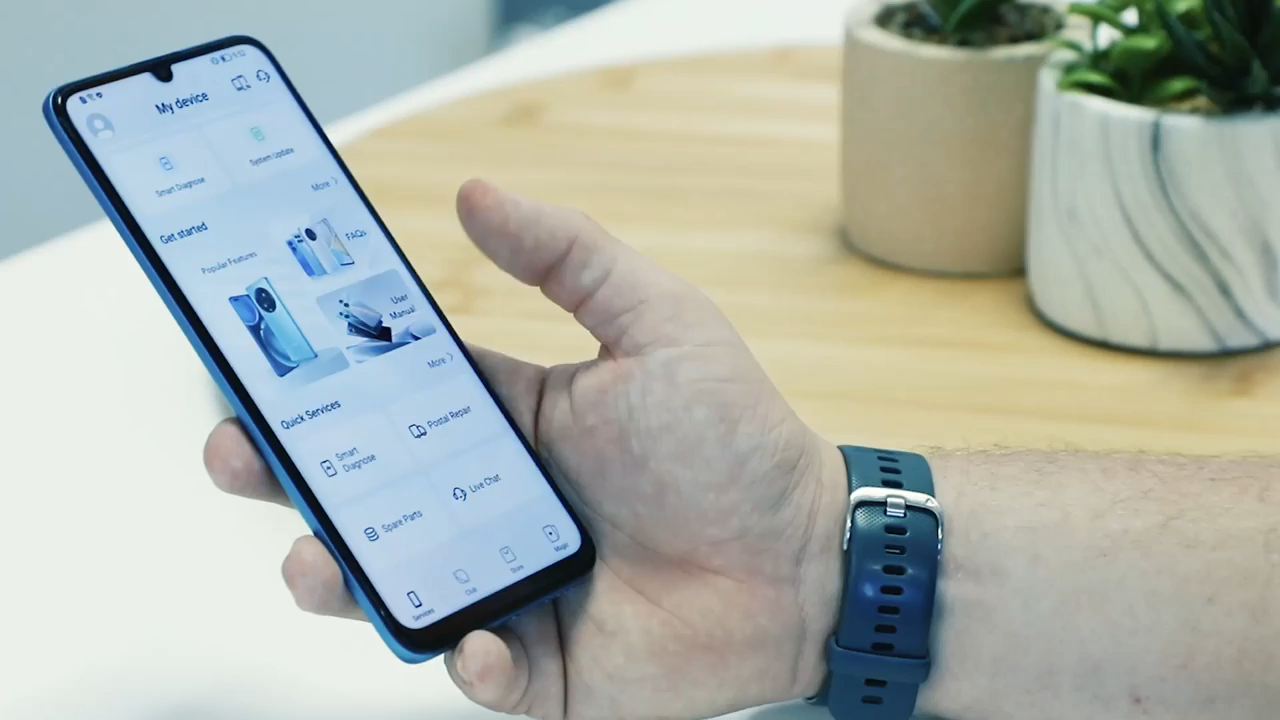 My device
Smart Diagnose
System Update
More
Get started
Popular Features
FAQs
User
Manual
More
Quick Services
Smart
Diagnose
Postal Repair
Spare Parts
Live Chat
Services
Club
Store
Magic